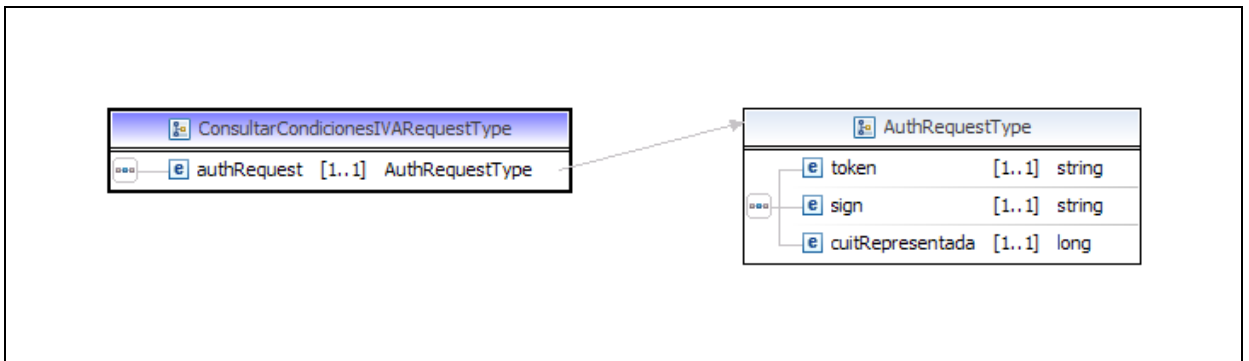 ConsultarCondicionesIVARequestType
e authRequest [1..1] AuthRequestType
AuthRequestType
e token [1..1] string
e sign [1..1] string
e cuitRepresentada [1..1] long